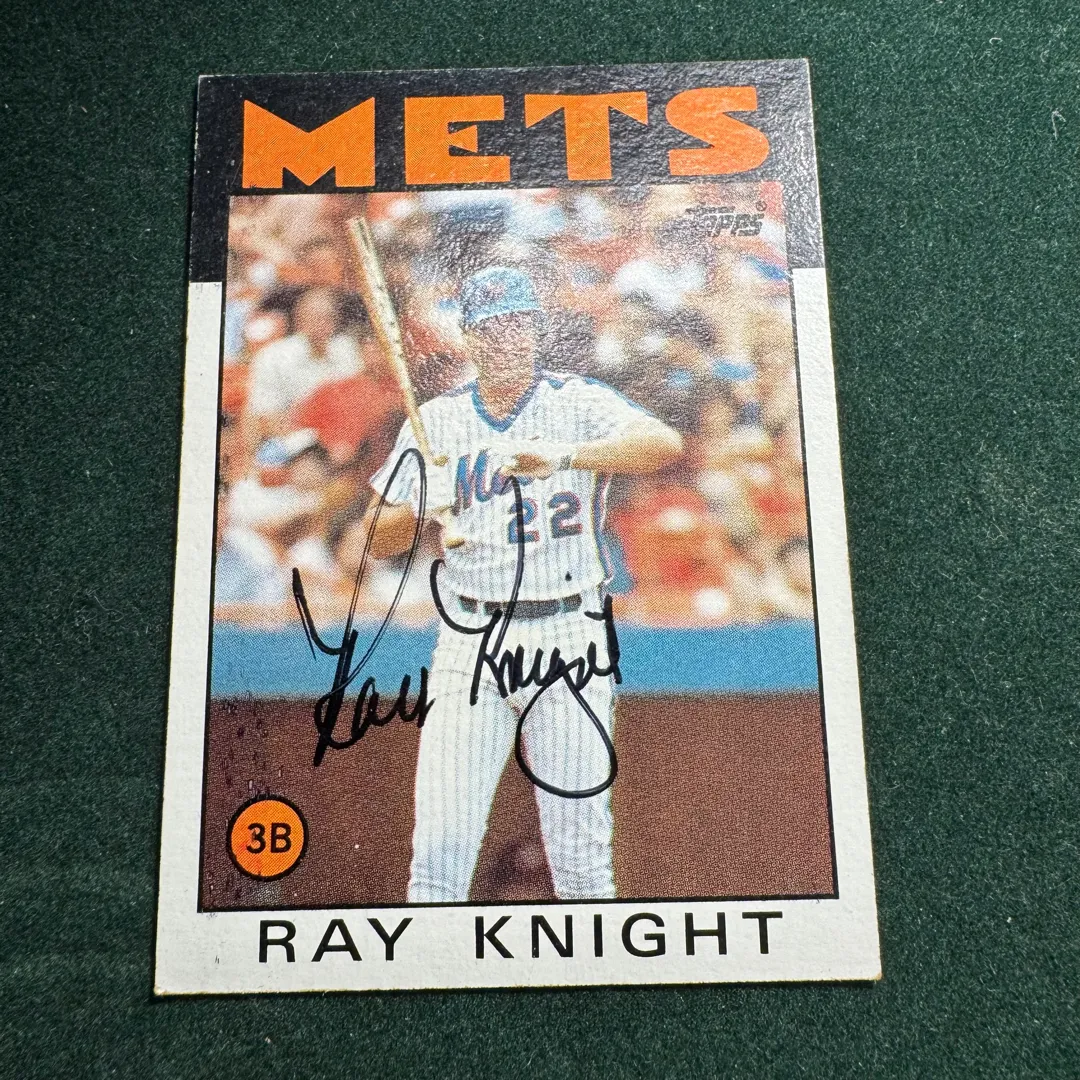 METS
Topps®
Mets
22
Ray Knight
3B
RAY KNIGHT